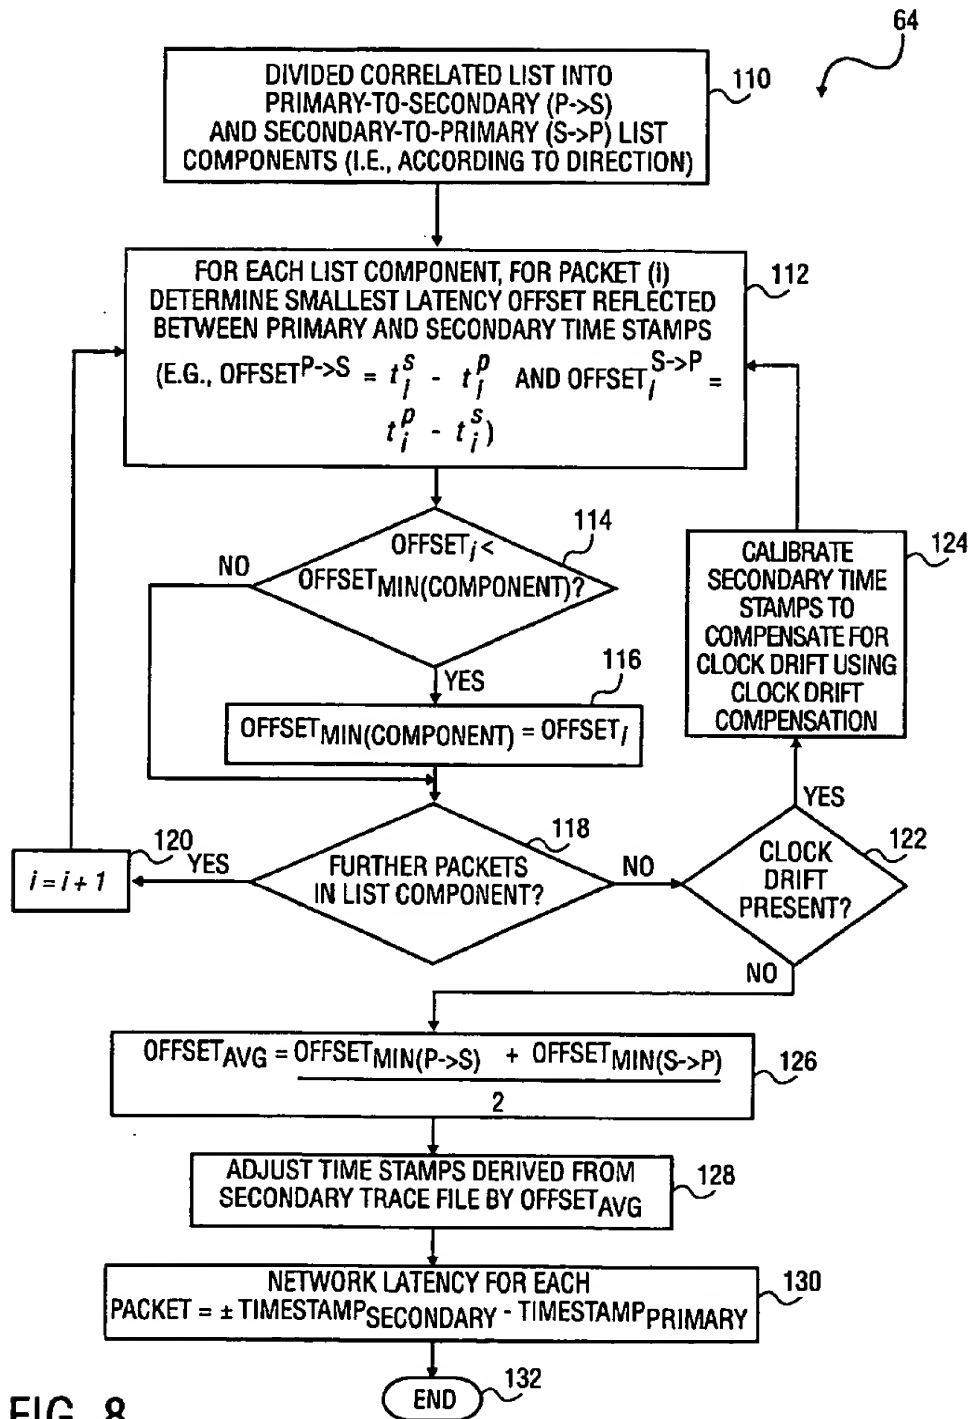 64
DIVIDED CORRELATED LIST INTO
PRIMARY-TO-SECONDARY (P->S)
AND SECONDARY-TO-PRIMARY (S->P) LIST
COMPONENTS (I.E., ACCORDING TO DIRECTION)
110
FOR EACH LIST COMPONENT, FOR PACKET (i)
DETERMINE SMALLEST LATENCY OFFSET REFLECTED
BETWEEN PRIMARY AND SECONDARY TIME STAMPS
(E.G., OFFSET^P->S = t_i^s - t_i^p AND OFFSET_i^S->P =
t_i^p - t_i^s)
112
OFFSET_i <
OFFSET_MIN(COMPONENT)?
114
NO
YES
OFFSET_MIN(COMPONENT) = OFFSET_i
116
CALIBRATE
SECONDARY TIME
STAMPS TO
COMPENSATE FOR
CLOCK DRIFT USING
CLOCK DRIFT
COMPENSATION
124
YES
i = i + 1
120
YES
FURTHER PACKETS
IN LIST COMPONENT?
118
NO
CLOCK
DRIFT
PRESENT?
122
NO
OFFSET_AVG = OFFSET_MIN(P->S) + OFFSET_MIN(S->P)
2
126
ADJUST TIME STAMPS DERIVED FROM
SECONDARY TRACE FILE BY OFFSET_AVG
128
NETWORK LATENCY FOR EACH
PACKET = ± TIMESTAMP_SECONDARY - TIMESTAMP_PRIMARY
130
END
132
FIG. 8